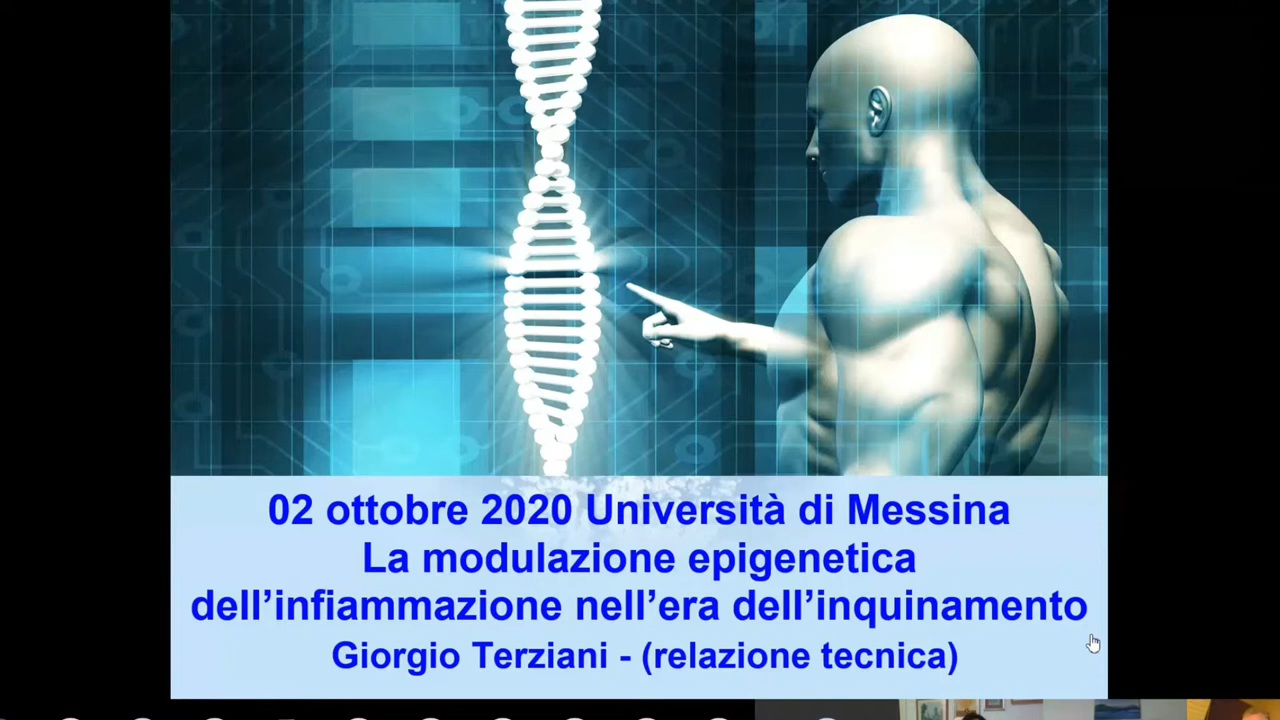 02 ottobre 2020 Università di Messina
La modulazione epigenetica
dell’infiammazione nell’era dell’inquinamento
Giorgio Terziani - (relazione tecnica)